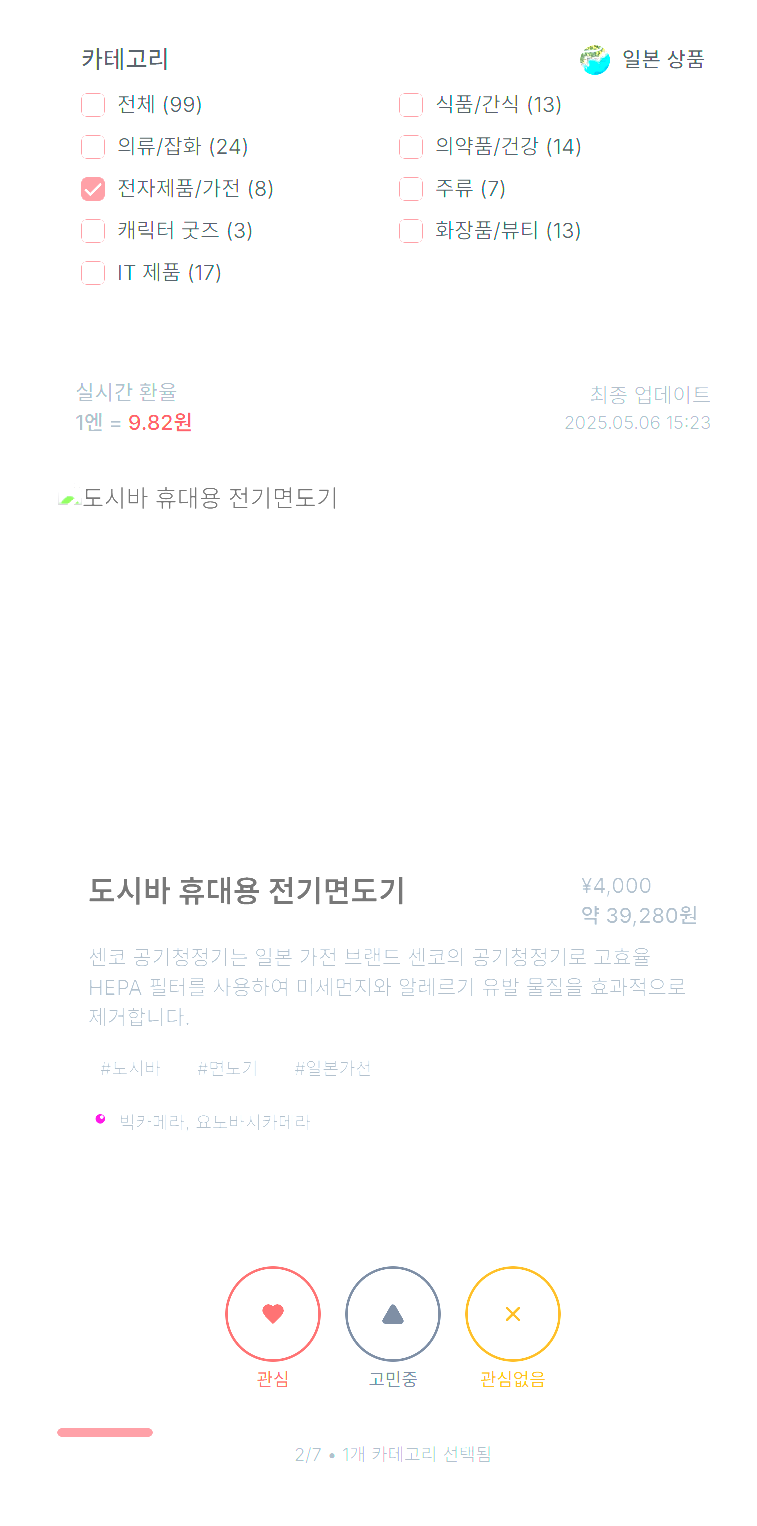 카테고리
일본 상품
전체 (99)
식품/간식 (13)
의류/잡화 (24)
의약품/건강 (14)
전자제품/가전 (8)
주류 (7)
캐릭터 굿즈 (3)
화장품/뷰티 (13)
IT 제품 (17)
실시간 환율
최종 업데이트
1엔 = 9.82원
2025.05.06 15:23
도시바 휴대용 전기면도기
도시바 휴대용 전기면도기
¥4,000
약 39,280원
센코 공기청정기는 일본 가전 브랜드 센코의 공기청정기로 고효율
HEPA 필터를 사용하여 미세먼지와 알레르기 유발 물질을 효과적으로
제거합니다.
#도시바 #면도기 #일본가전
빅카메라, 요도바시카메라
관심
고민중
관심없음
2/7 • 1개 카테고리 선택됨